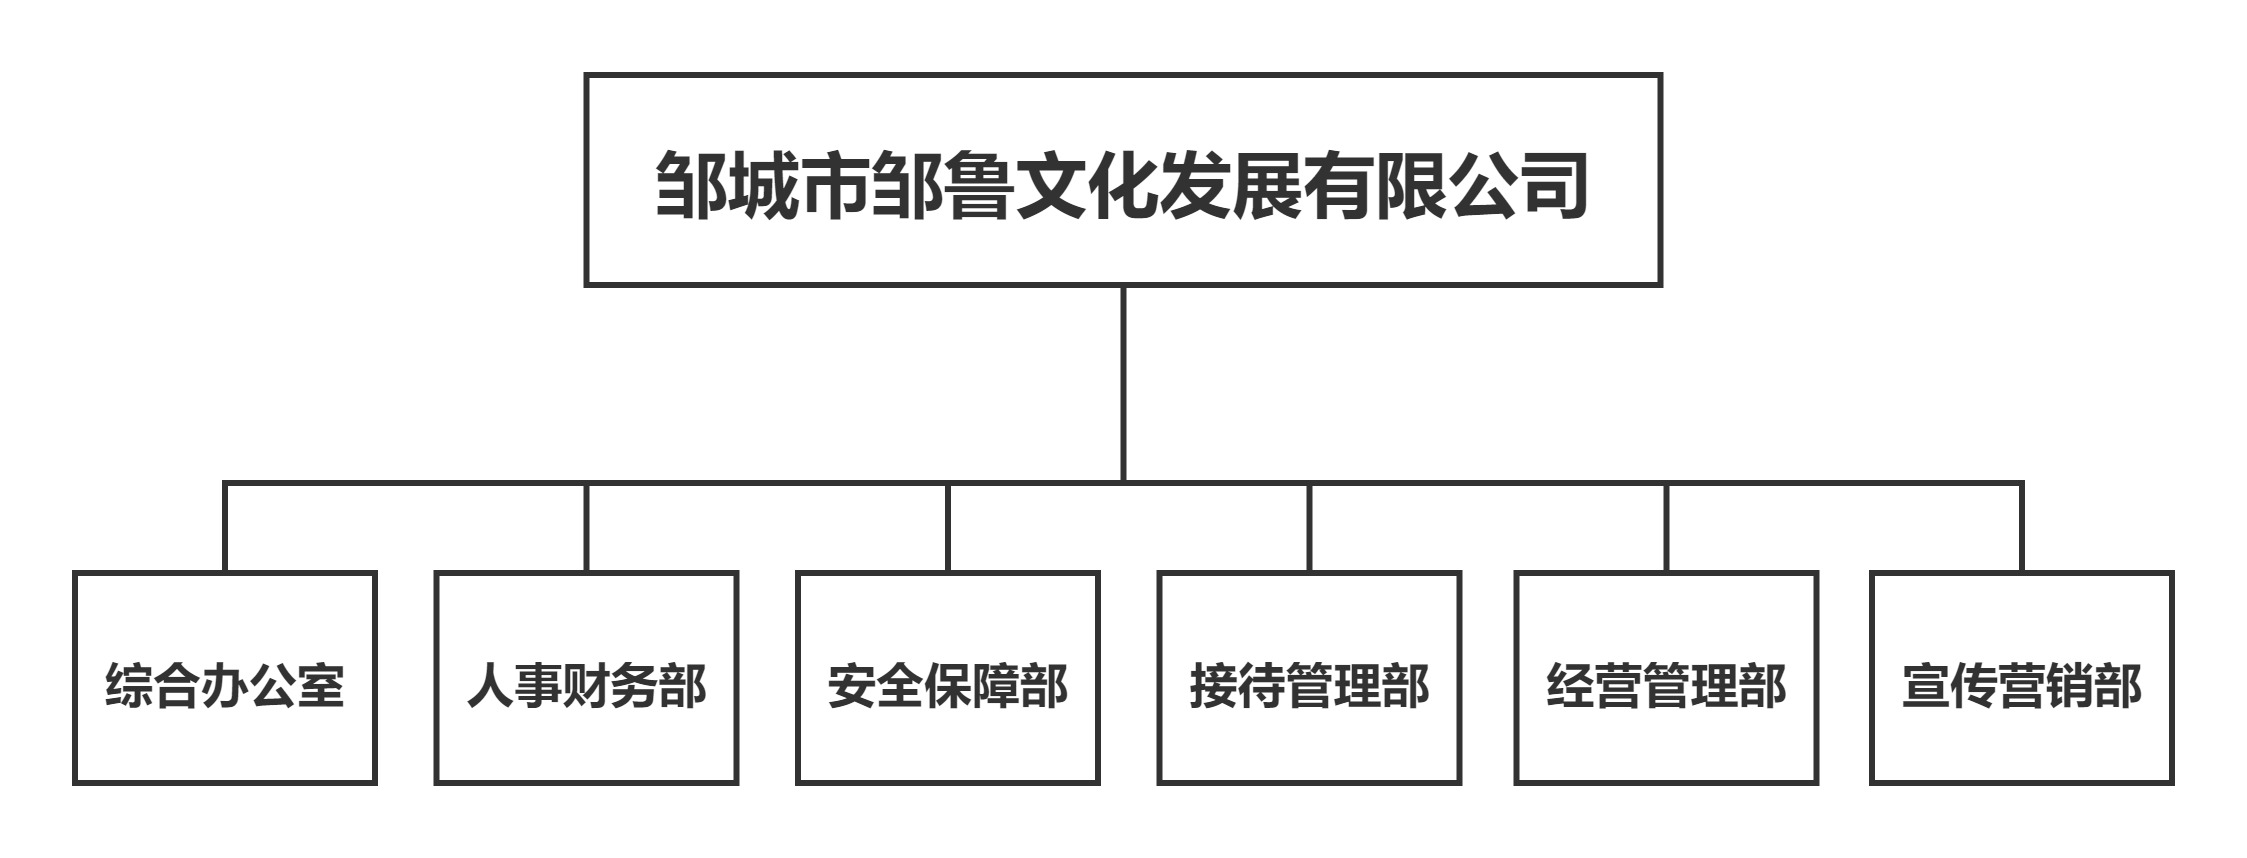 邹城市邹鲁文化发展有限公司
综合办公室
人事财务部
安全保障部
接待管理部
经营管理部
宣传营销部